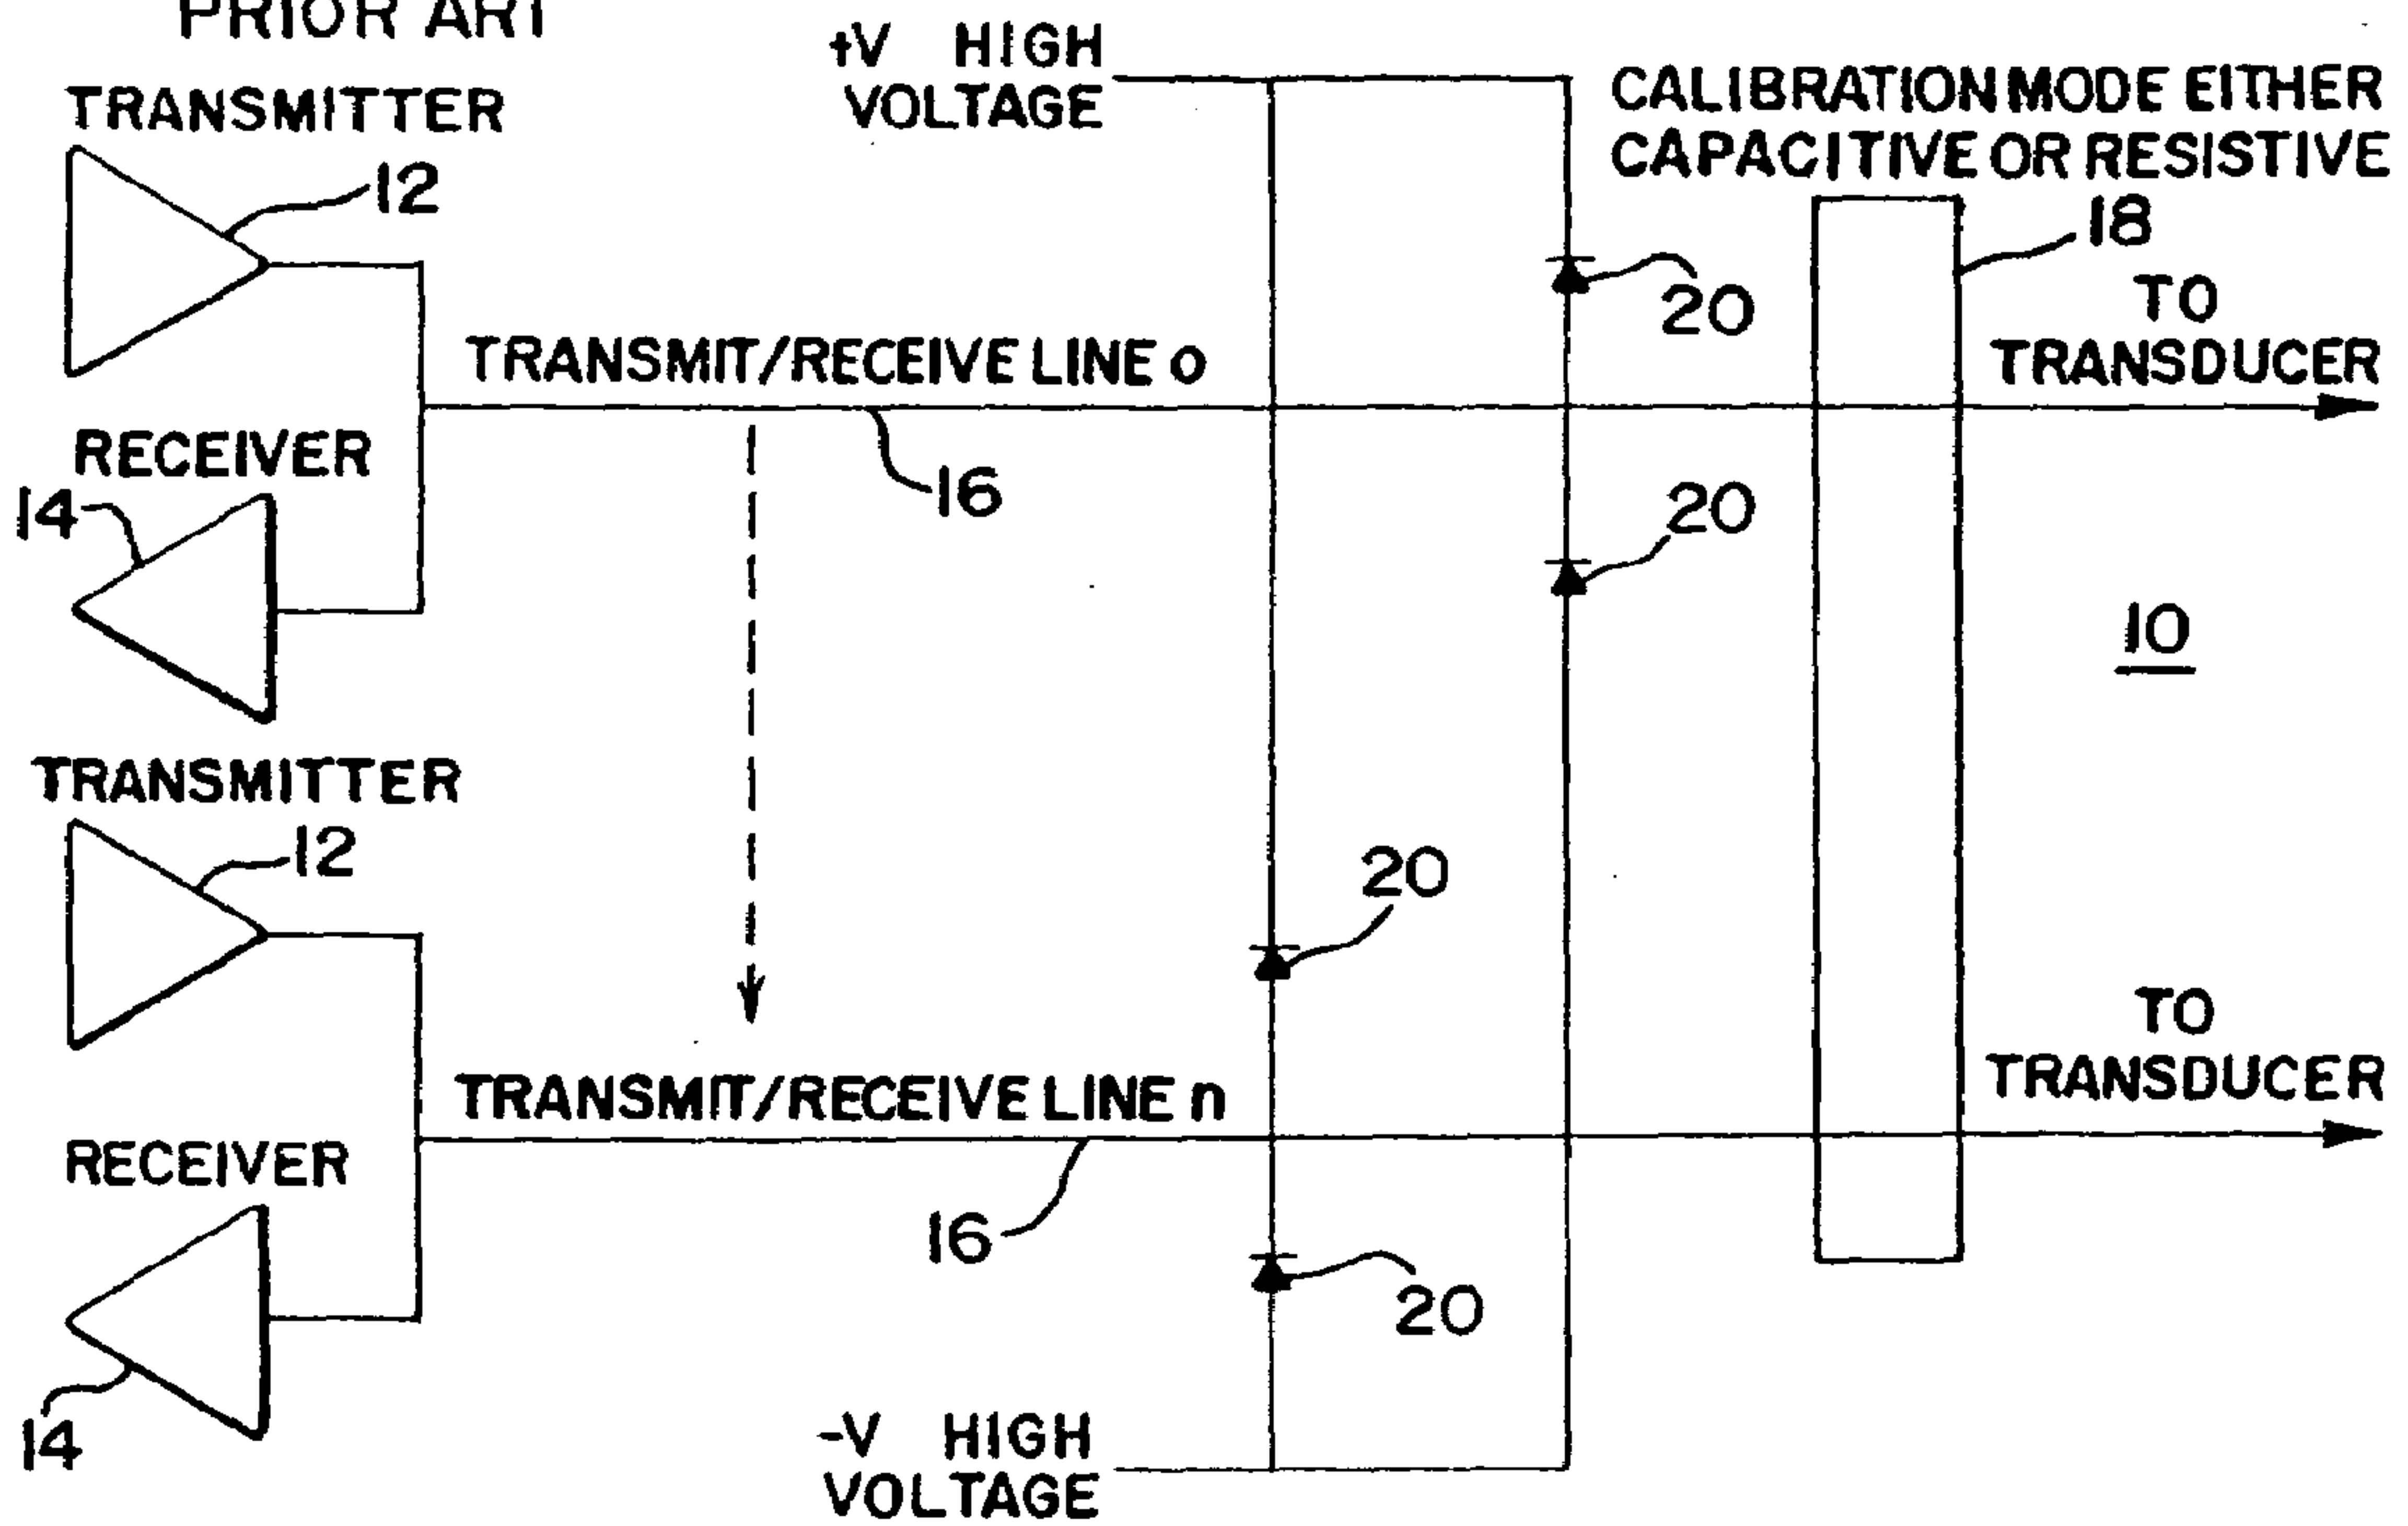 PRIOR ART
+V HIGH
VOLTAGE
TRANSMITTER
12
CALIBRATION MODE EITHER
CAPACITIVE OR RESISTIVE
18
20
TO
TRANSDUCER
TRANSMIT/RECEIVE LINE o
16
RECEIVER
14
20
10
TRANSMITTER
12
20
TO
TRANSDUCER
TRANSMIT/RECEIVE LINE n
16
RECEIVER
14
20
-V HIGH
VOLTAGE